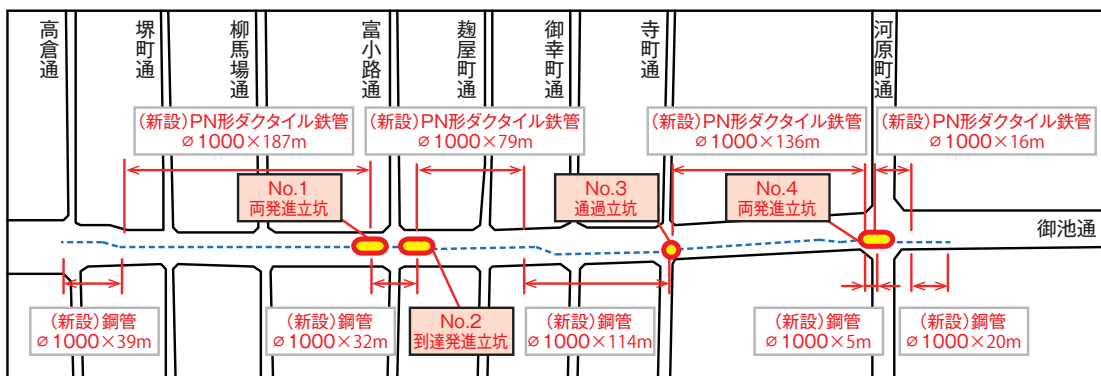 高倉通
堺町通
柳馬場通
富小路通
麸屋町通
御幸町通
寺町通
河原町通
(新設)PN形ダクタイル鉄管
ø1000×187m
(新設)PN形ダクタイル鉄管
ø1000×79m
(新設)PN形ダクタイル鉄管
ø1000×136m
(新設)PN形ダクタイル鉄管
ø1000×16m
No.1
両発進立坑
No.3
通過立坑
No.4
両発進立坑
御池通
(新設)鋼管
ø1000×39m
(新設)鋼管
ø1000×32m
No.2
到達発進立坑
(新設)鋼管
ø1000×114m
(新設)鋼管
ø1000×5m
(新設)鋼管
ø1000×20m